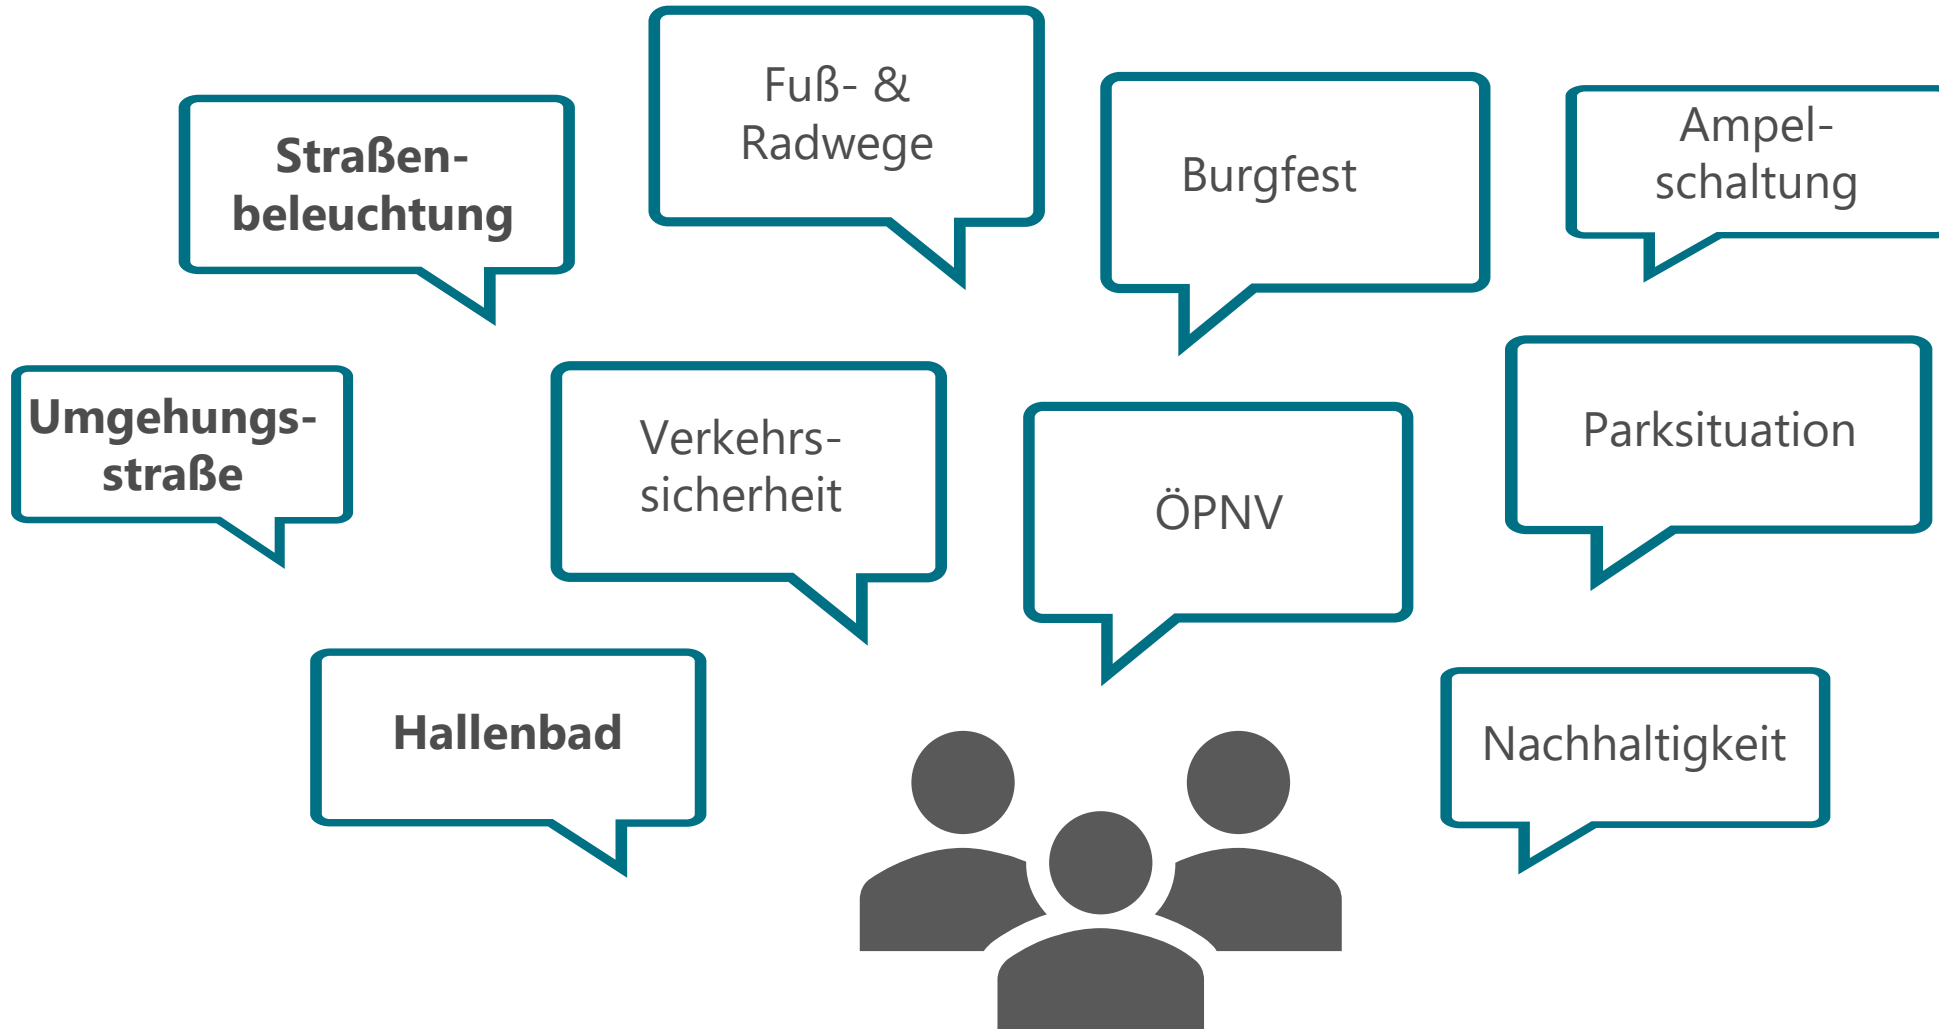 Fuß- &
Radwege
Straßen-
beleuchtung
Burgfest
Ampel-
schaltung
Umgehungs-
straße
Verkehrs-
sicherheit
ÖPNV
Parksituation
Hallenbad
Nachhaltigkeit